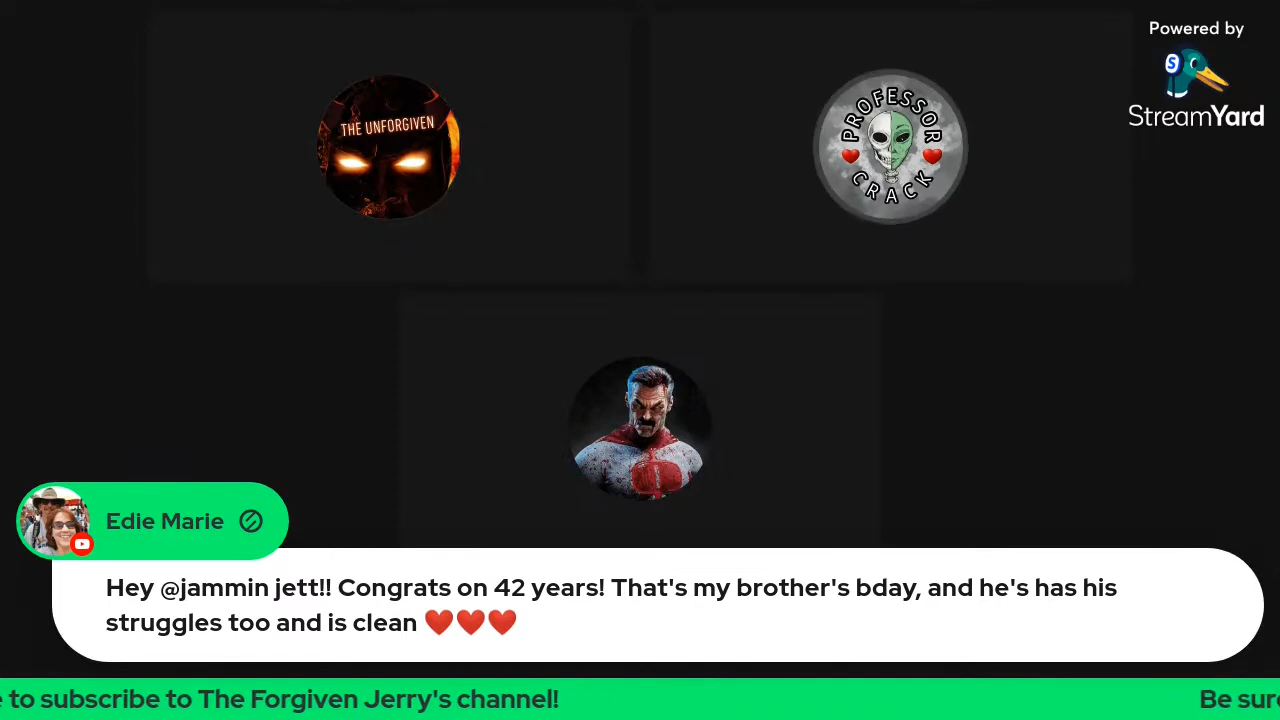 Powered by
StreamYard
THE UNFORGIVEN
PROFESSOR
CRACK
Edie Marie
Hey @jammin jett!! Congrats on 42 years! That's my brother's bday, and he's has his
struggles too and is clean ❤️❤️❤️
to subscribe to The Forgiven Jerry's channel!
Be